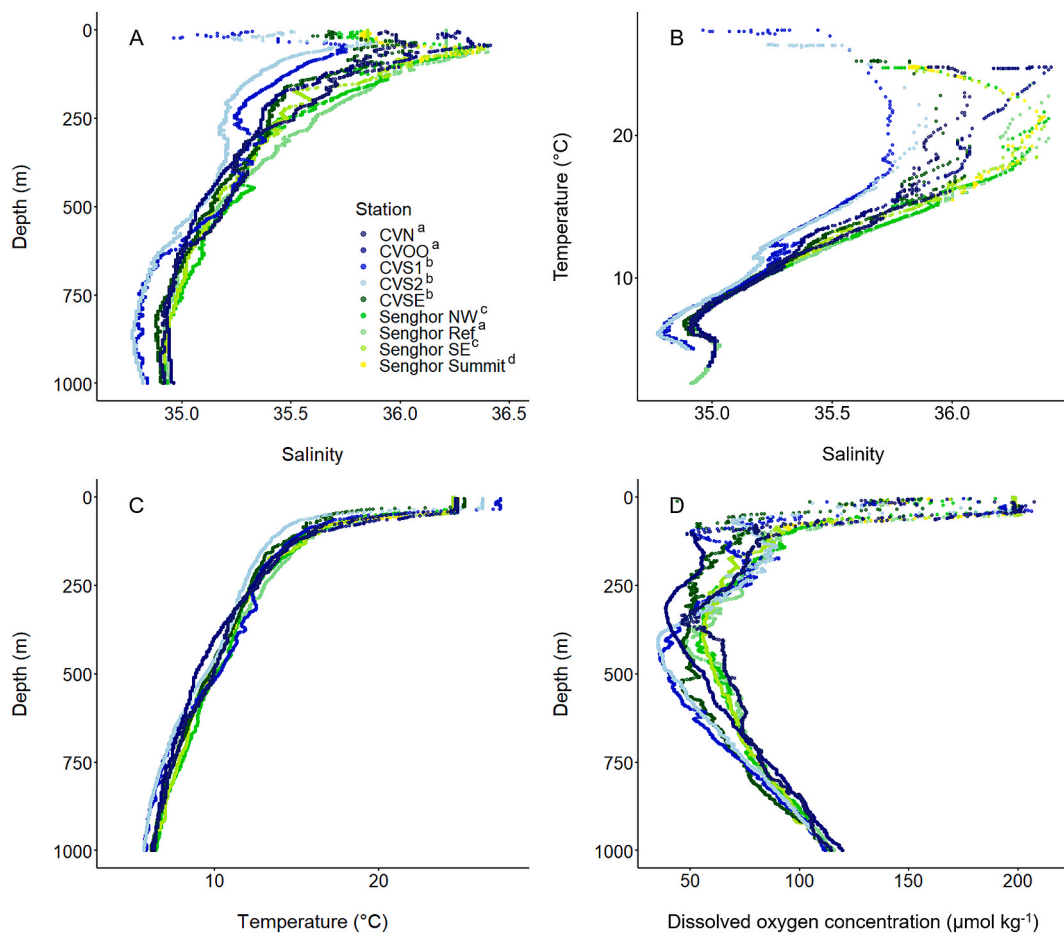 A
0
250
500
750
1000
Depth (m)
35.0 35.5 36.0 36.5
Salinity
Station
CVN a
CVOO a
CVS1 b
CVS2 b
CVSE b
Senghor NW c
Senghor Ref a
Senghor SE c
Senghor Summit d
B
20
10
Temperature (°C)
35.0 35.5 36.0
Salinity
C
0
250
500
750
1000
Depth (m)
10 20
Temperature (°C)
D
0
250
500
750
1000
Depth (m)
50 100 150 200
Dissolved oxygen concentration (µmol kg⁻¹)